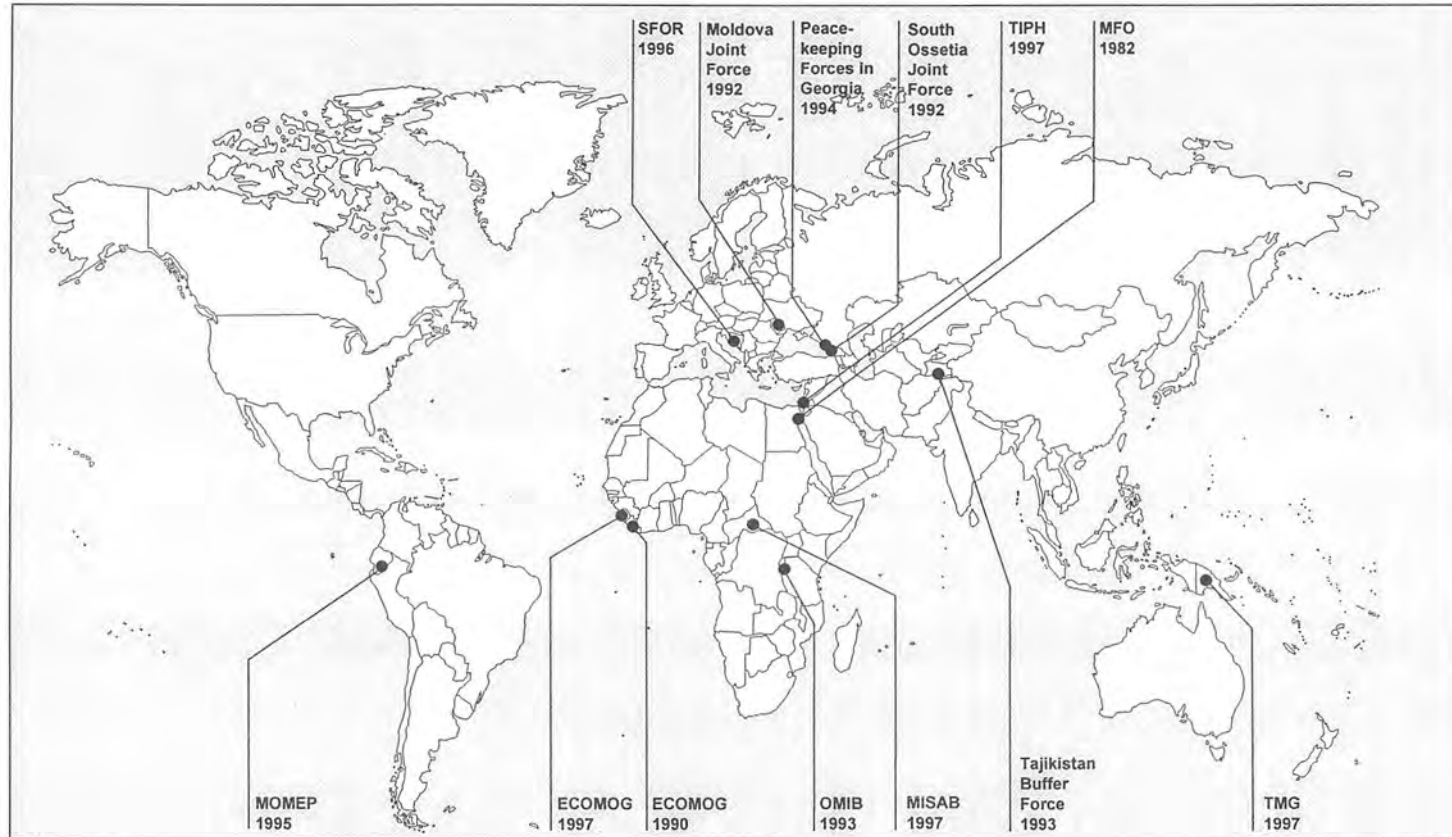 SFOR
1996
Moldova
Joint
Force
1992
Peace-
keeping
Forces in
Georgia
1994
South
Ossetia
Joint
Force
1992
TIPH
1997
MFO
1982
MOMEP
1995
ECOMOG
1997
ECOMOG
1990
OMIB
1993
MISAB
1997
Tajikistan
Buffer
Force
1993
TMG
1997